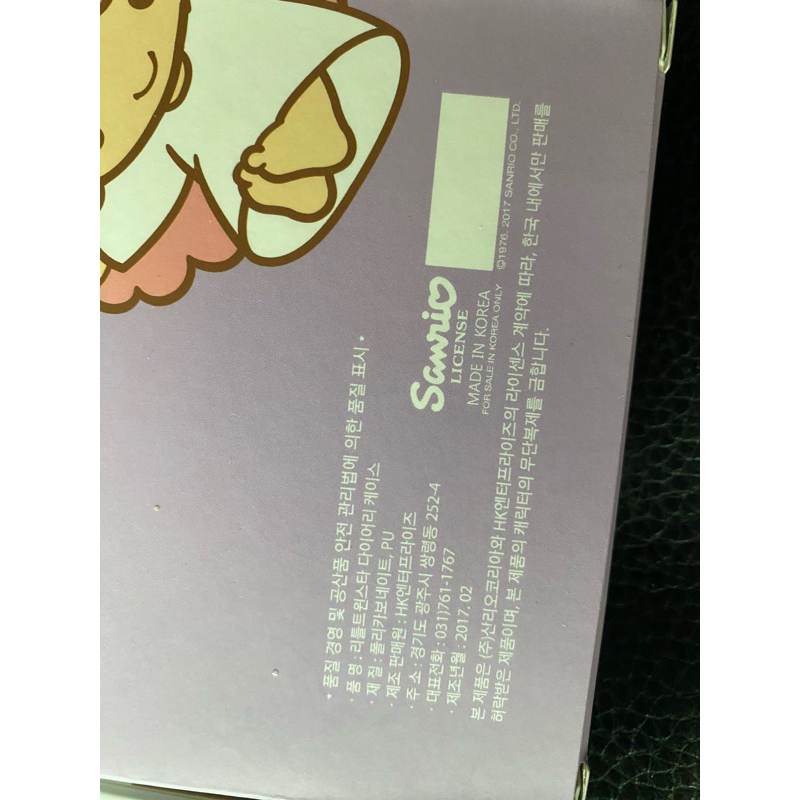 * 품질 경영 및 공산품 안전 관리법에 의한 품질 표시 *
· 품 명 : 리틀트윈스타 다이어리 케이스
· 재 질 : 폴리카보네이트, PU
· 제조 판매원 : HK엔터프라이즈
· 주 소 : 경기도 광주시 쌍령동 252-4
· 대표전화 : 031)761-1767
· 제조년월 : 2017. 02
Sanrio
LICENSE
MADE IN KOREA
FOR SALE IN KOREA ONLY
©1976, 2017 SANRIO CO., LTD.
본 제품은 (주)산리오코리아와 HK엔터프라이즈의 라이센스 계약에 따라, 한국 내에서만 판매를
허락받은 제품이며, 본 제품의 캐릭터의 무단복제를 금합니다.